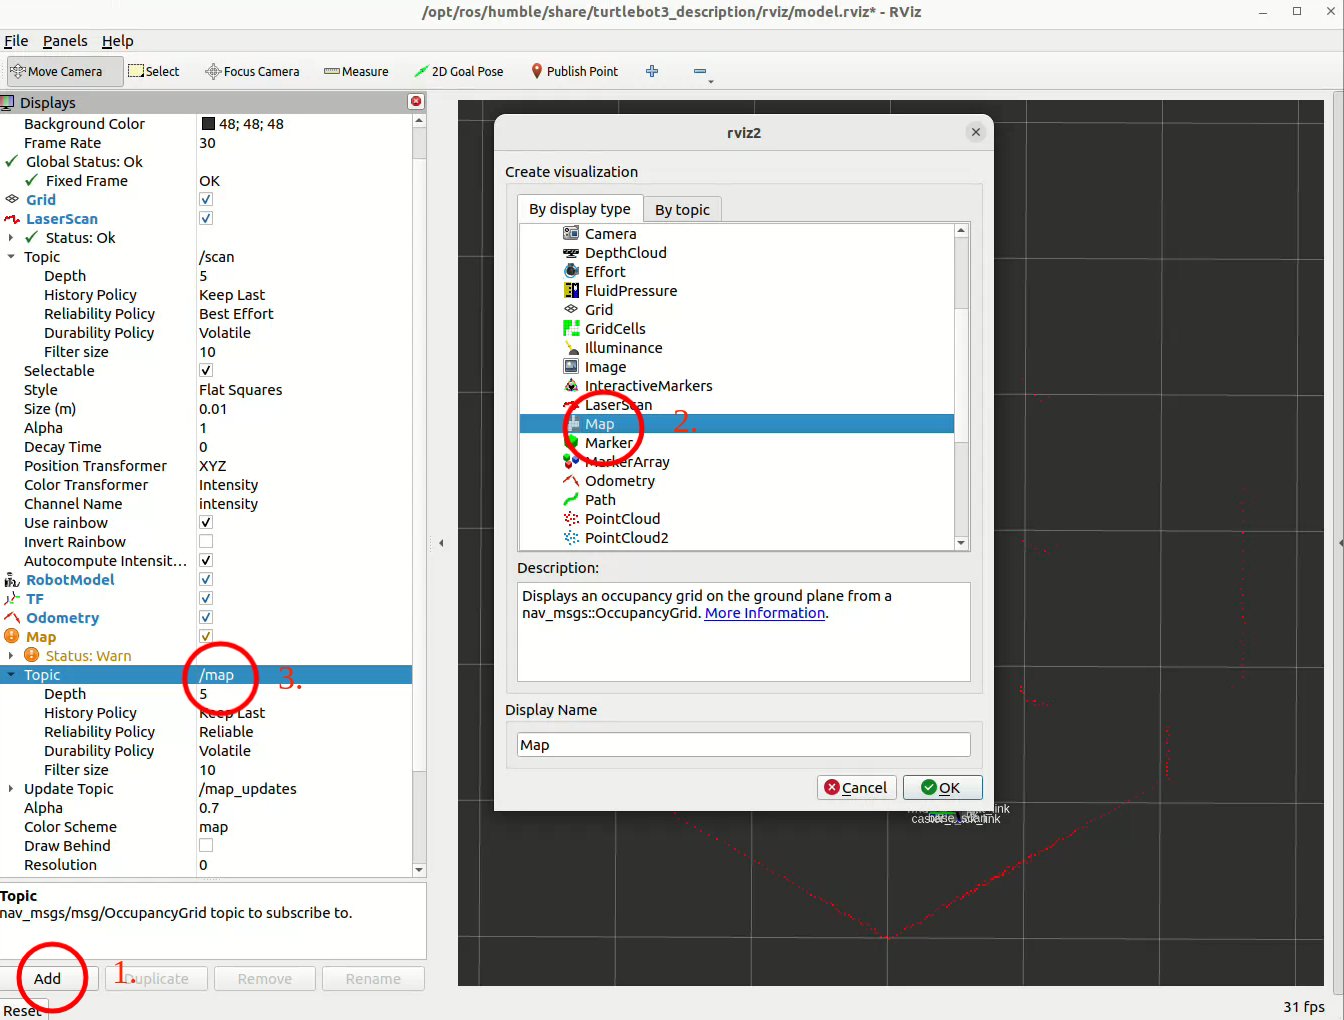 /opt/ros/humble/share/turtlebot3_description/rviz/model.rviz* - RViz
File Panels Help
Move Camera Select Focus Camera Measure 2D Goal Pose Publish Point
Displays
Background Color 48; 48; 48
Frame Rate 30
Global Status: Ok
Fixed Frame OK
Grid
LaserScan
Status: Ok
Topic /scan
Depth 5
History Policy Keep Last
Reliability Policy Best Effort
Durability Policy Volatile
Filter size 10
Selectable
Style Flat Squares
Size (m) 0.01
Alpha 1
Decay Time 0
Position Transformer XYZ
Color Transformer Intensity
Channel Name intensity
Use rainbow
Invert Rainbow
Autocompute Intensit...
RobotModel
TF
Odometry
Map
Status: Warn
Topic /map 3.
Depth 5
History Policy Keep Last
Reliability Policy Reliable
Durability Policy Volatile
Filter size 10
Update Topic /map_updates
Alpha 0.7
Color Scheme map
Draw Behind
Resolution 0
Topic
nav_msgs/msg/OccupancyGrid topic to subscribe to.
Add 1. Duplicate Remove Rename
Reset
rviz2
Create visualization
By display type By topic
Camera
DepthCloud
Effort
FluidPressure
Grid
GridCells
Illuminance
Image
InteractiveMarkers
LaserScan
Map 2.
Marker
MarkerArray
Odometry
Path
PointCloud
PointCloud2
Description:
Displays an occupancy grid on the ground plane from a
nav_msgs::OccupancyGrid. More Information.
Display Name
Map
Cancel OK
31 fps